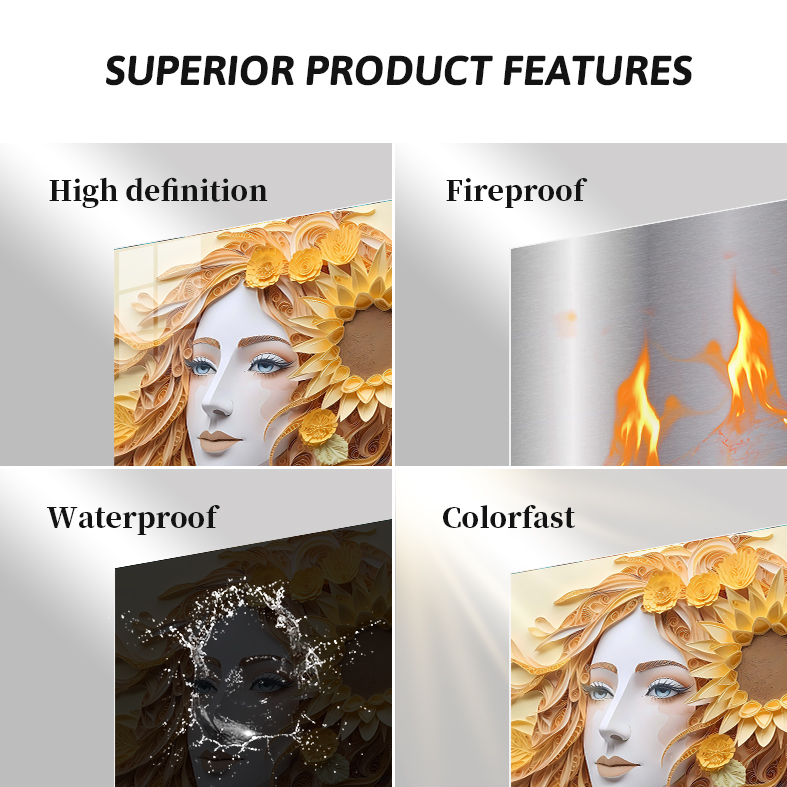 SUPERIOR PRODUCT FEATURES
High definition
Fireproof
Waterproof
Colorfast